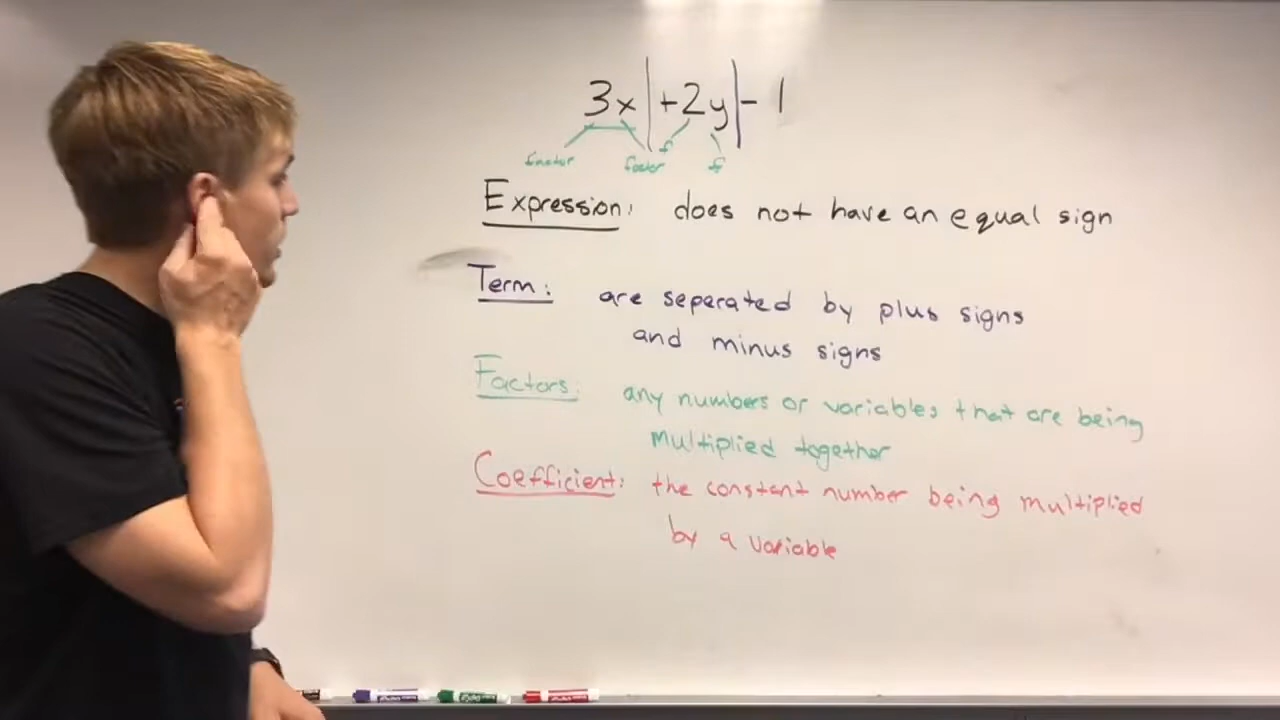 3x|+2y|- 1
factor factor f f
Expression: does not have an equal sign
Term: are separated by plus signs
and minus signs
Factors: any numbers or variables that are being
multiplied together
Coefficient: the constant number being multiplied
by a variable